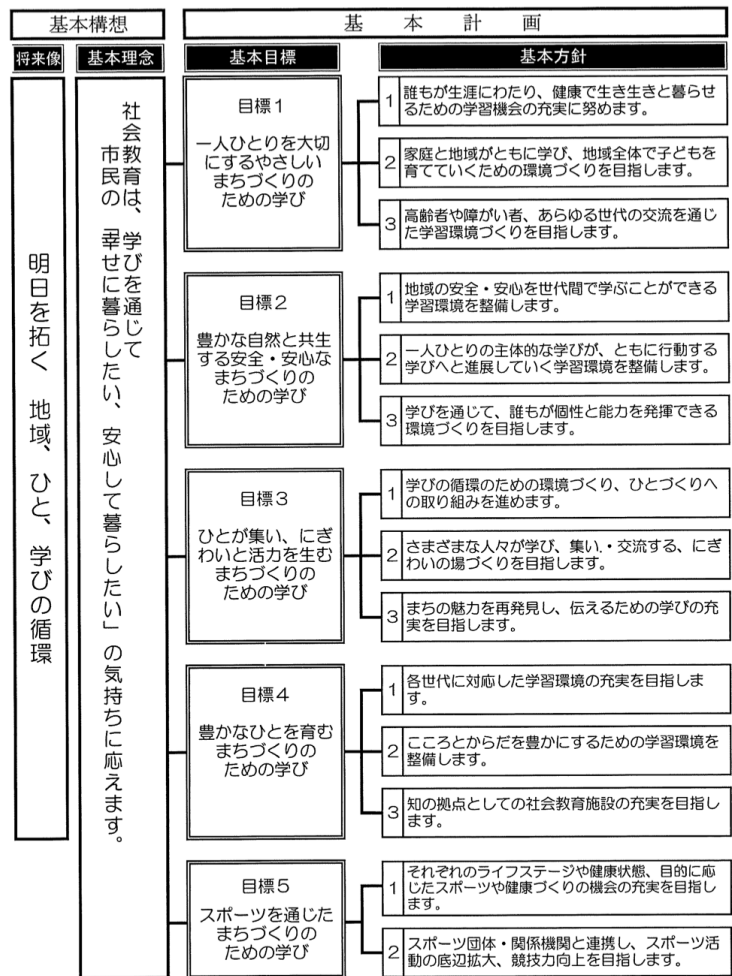 基本構想
基本計画
将来像
基本理念
基本目標
基本方針
明日を拓く　地域、ひと、学びの循環
社会教育は、学びを通じて
市民の「幸せに暮らしたい、安心して暮らしたい」の気持ちに応えます。
目標1
一人ひとりを大切
にするやさしい
まちづくりの
ための学び
1
誰もが生涯にわたり、健康で生き生きと暮らせ
るための学習機会の充実に努めます。
2
家庭と地域がともに学び、地域全体で子どもを
育てていくための環境づくりを目指します。
3
高齢者や障がい者、あらゆる世代の交流を通じ
た学習環境づくりを目指します。
目標2
豊かな自然と共生
する安全・安心な
まちづくりの
ための学び
1
地域の安全・安心を世代間で学ぶことができる
学習環境を整備します。
2
一人ひとりの主体的な学びが、ともに行動する
学びへと進展していく学習環境を整備します。
3
学びを通じて、誰もが個性と能力を発揮できる
環境づくりを目指します。
目標3
ひとが集い、にぎ
わいと活力を生む
まちづくりの
ための学び
1
学びの循環のための環境づくり、ひとづくりへ
の取り組みを進めます。
2
さまざまな人々が学び、集い、・交流する、にぎ
わいの場づくりを目指します。
3
まちの魅力を再発見し、伝えるための学びの充
実を目指します。
目標4
豊かなひとを育む
まちづくりの
ための学び
1
各世代に対応した学習環境の充実を目指しま
す。
2
こころとからだを豊かにするための学習環境を
整備します。
3
知の拠点としての社会教育施設の充実を目指し
ます。
目標5
スポーツを通じた
まちづくりの
ための学び
1
それぞれのライフステージや健康状態、目的に応
じたスポーツや健康づくりの機会の充実を目指し
ます。
2
スポーツ団体・関係機関と連携し、スポーツ活
動の底辺拡大、競技力向上を目指します。